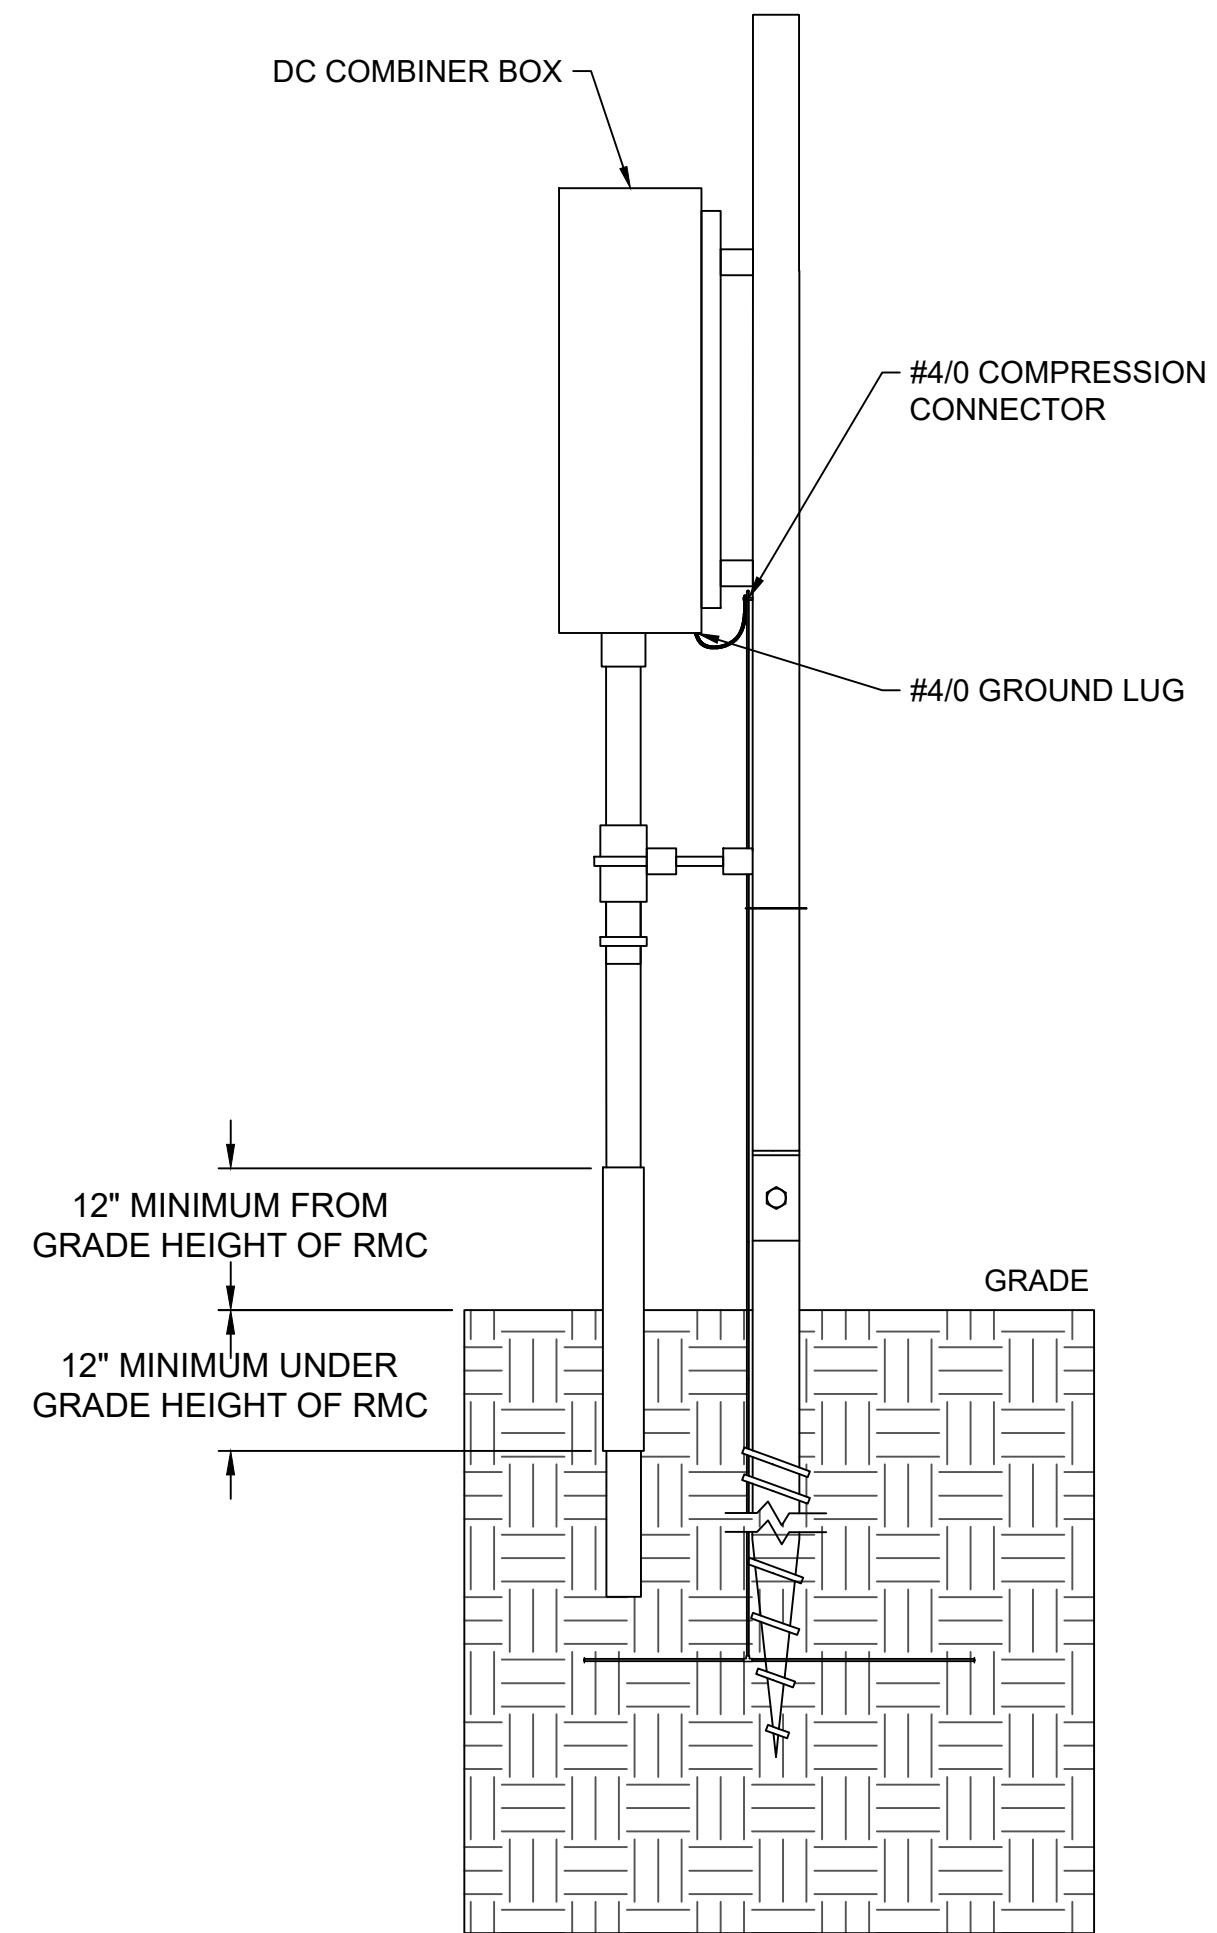 DC COMBINER BOX
#4/0 COMPRESSION
CONNECTOR
#4/0 GROUND LUG
12" MINIMUM FROM
GRADE HEIGHT OF RMC
GRADE
12" MINIMUM UNDER
GRADE HEIGHT OF RMC